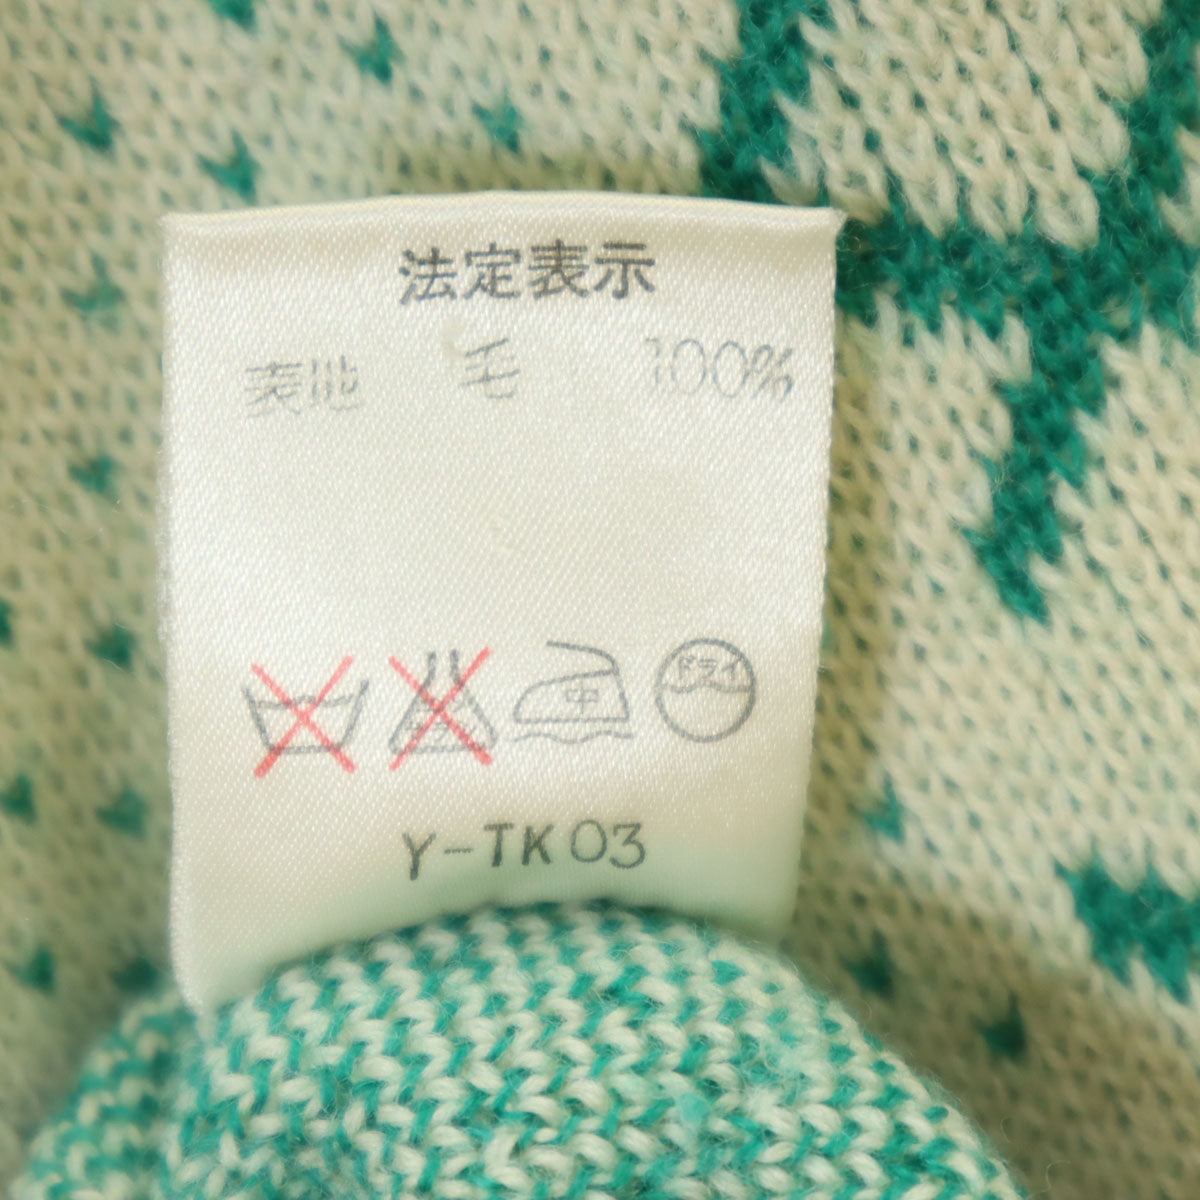 法定表示
表地 毛 100%
中 ドライ
Y-TK03